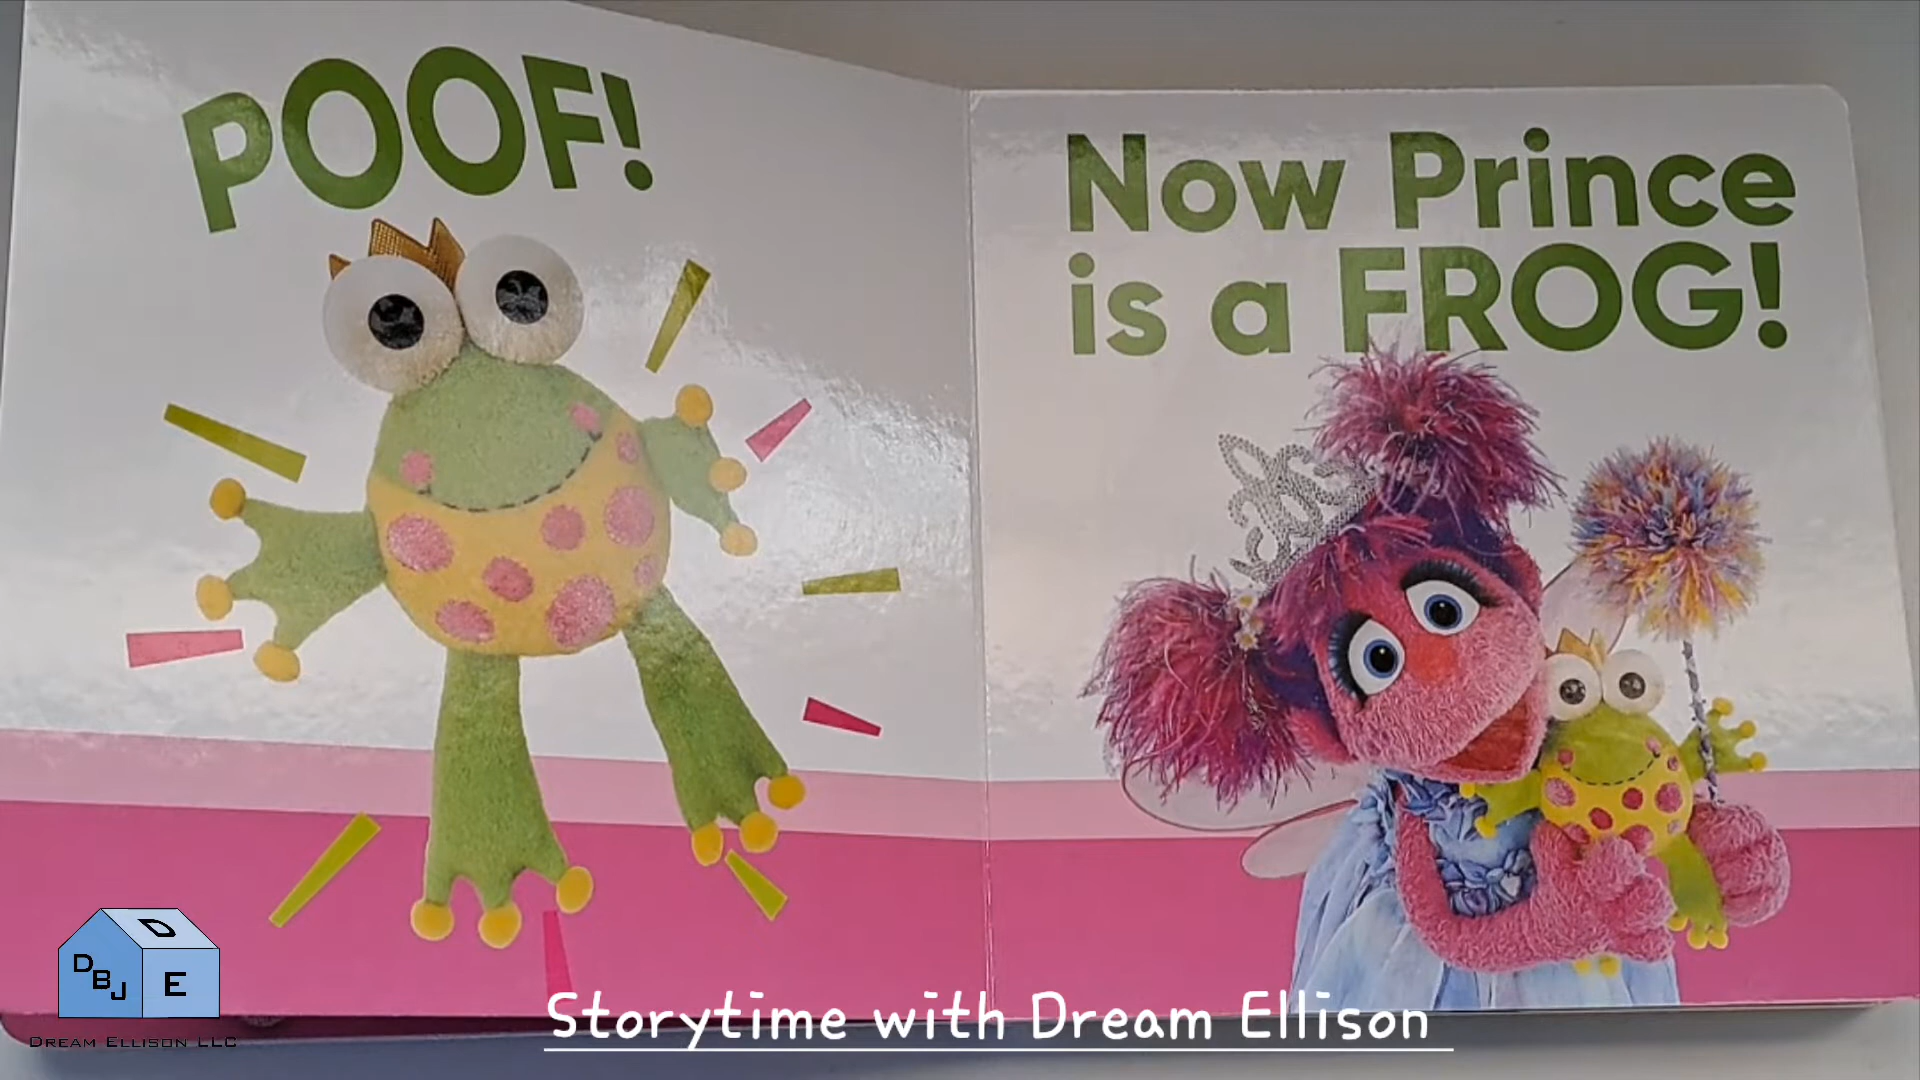 POOF!
Now Prince
is a FROG!
D
DBJ
E
DREAM ELLISON LLC
Storytime with Dream Ellison